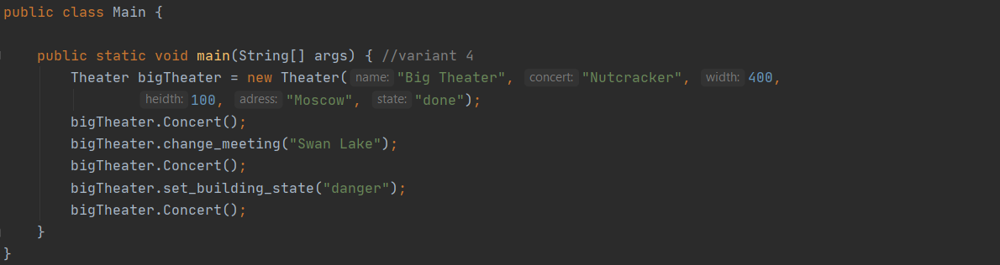 public class Main {
public static void main(String[] args) { //variant 4
Theater bigTheater = new Theater( name: "Big Theater", concert: "Nutcracker", width: 400,
heidth: 100, adress: "Moscow", state: "done");
bigTheater.Concert();
bigTheater.change_meeting("Swan Lake");
bigTheater.Concert();
bigTheater.set_building_state("danger");
bigTheater.Concert();
}
}